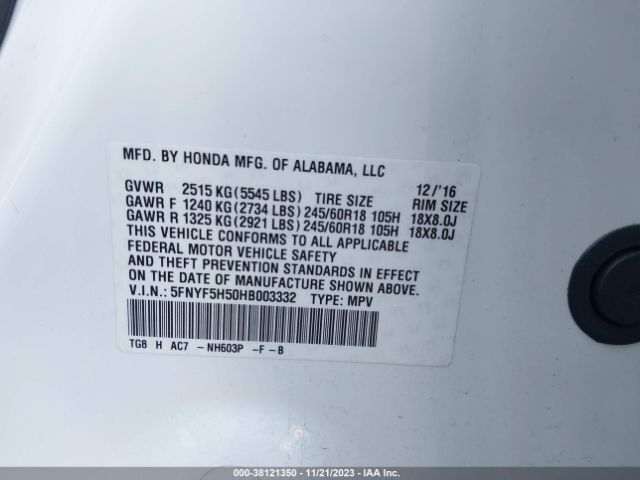 MFD. BY HONDA MFG. OF ALABAMA, LLC
GVWR 2515 KG(5545 LBS) TIRE SIZE 12/'16 RIM SIZE
GAWR F 1240 KG(2734 LBS) 245/60R18 105H 18X8.0J
GAWR R 1325 KG(2921 LBS) 245/60R18 105H 18X8.0J
THIS VEHICLE CONFORMS TO ALL APPLICABLE
FEDERAL MOTOR VEHICLE SAFETY
AND THEFT PREVENTION STANDARDS IN EFFECT
ON THE DATE OF MANUFACTURE SHOWN ABOVE.
V.I.N.: 5FNYF5H50HB003332 TYPE: MPV
TG8 H AC7 - NH603P - F - B
000-38121350 - 11/21/2023 - IAA Inc.